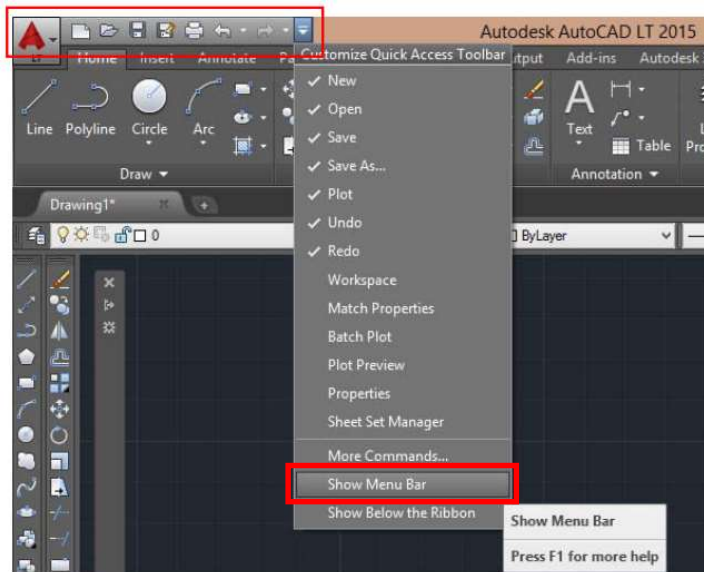 Autodesk AutoCAD LT 2015
LT
Home Insert Annotate Pa
Customize Quick Access Toolbar
tput Add-ins Autodesk
New
Open
Save
Save As...
Plot
Undo
Redo
Workspace
Match Properties
Batch Plot
Plot Preview
Properties
Sheet Set Manager
More Commands...
Show Menu Bar
Show Below the Ribbon
Line Polyline Circle Arc
Draw
Text
Table
Annotation
Drawing1*
0
ByLayer
Show Menu Bar
Press F1 for more help